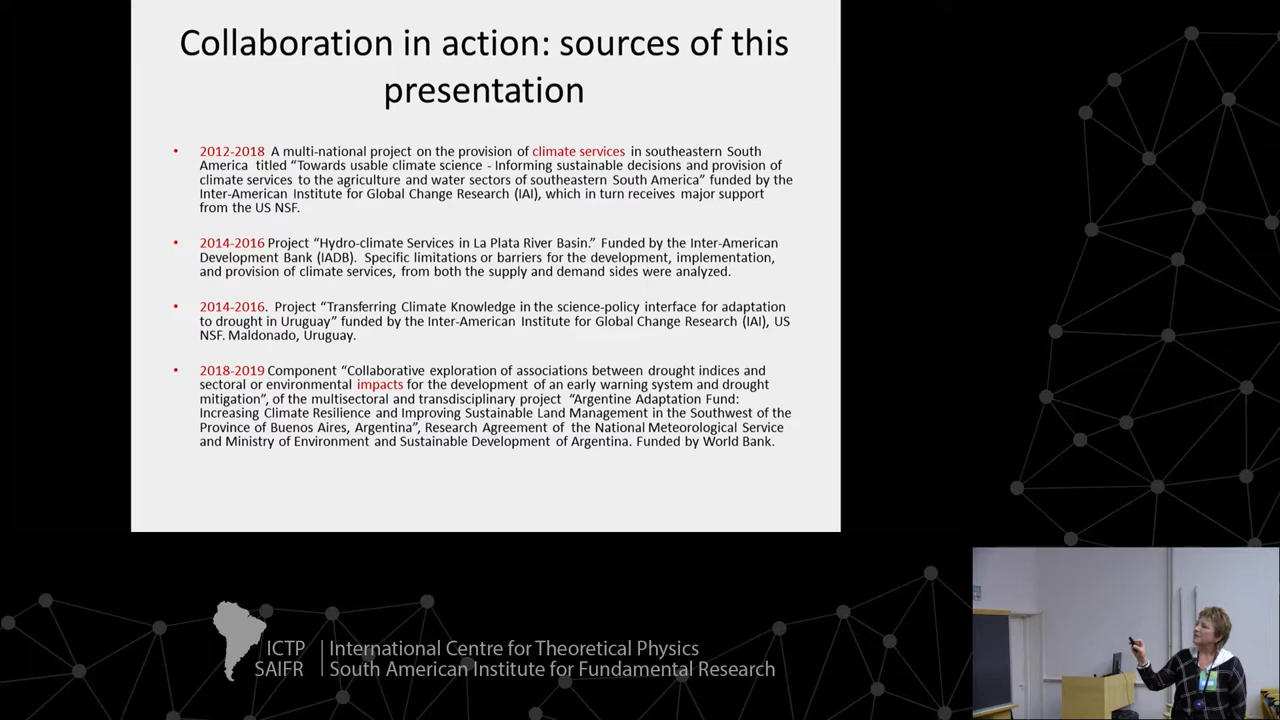 Collaboration in action: sources of this
presentation
• 2012-2018 A multi-national project on the provision of climate services in southeastern South
America titled “Towards usable climate science - Informing sustainable decisions and provision of
climate services to the agriculture and water sectors of southeastern South America” funded by the
Inter-American Institute for Global Change Research (IAI), which in turn receives major support
from the US NSF.
• 2014-2016 Project “Hydro-climate Services in La Plata River Basin.” Funded by the Inter-American
Development Bank (IADB). Specific limitations or barriers for the development, implementation,
and provision of climate services, from both the supply and demand sides were analyzed.
• 2014-2016. Project “Transferring Climate Knowledge in the science-policy interface for adaptation
to drought in Uruguay” funded by the Inter-American Institute for Global Change Research (IAI), US
NSF. Maldonado, Uruguay.
• 2018-2019 Component “Collaborative exploration of associations between drought indices and
sectoral or environmental impacts for the development of an early warning system and drought
mitigation”, of the multisectoral and transdisciplinary project “Argentine Adaptation Fund:
Increasing Climate Resilience and Improving Sustainable Land Management in the Southwest of the
Province of Buenos Aires, Argentina”, Research Agreement of the National Meteorological Service
and Ministry of Environment and Sustainable Development of Argentina. Funded by World Bank.
ICTP
SAIFR
International Centre for Theoretical Physics
South American Institute for Fundamental Research